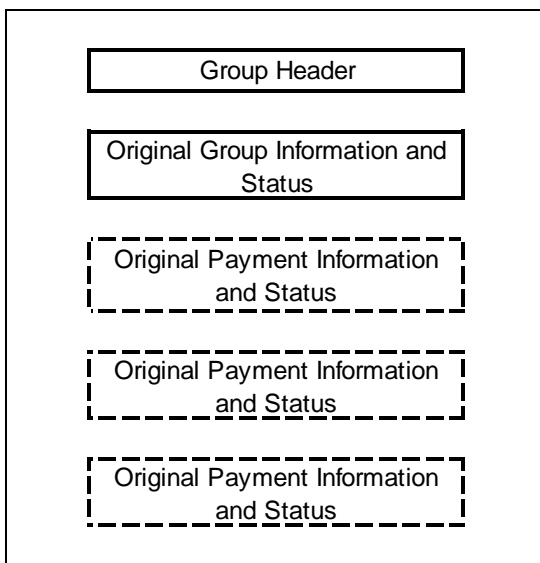 Group Header
Original Group Information and
Status
Original Payment Information
and Status
Original Payment Information
and Status
Original Payment Information
and Status